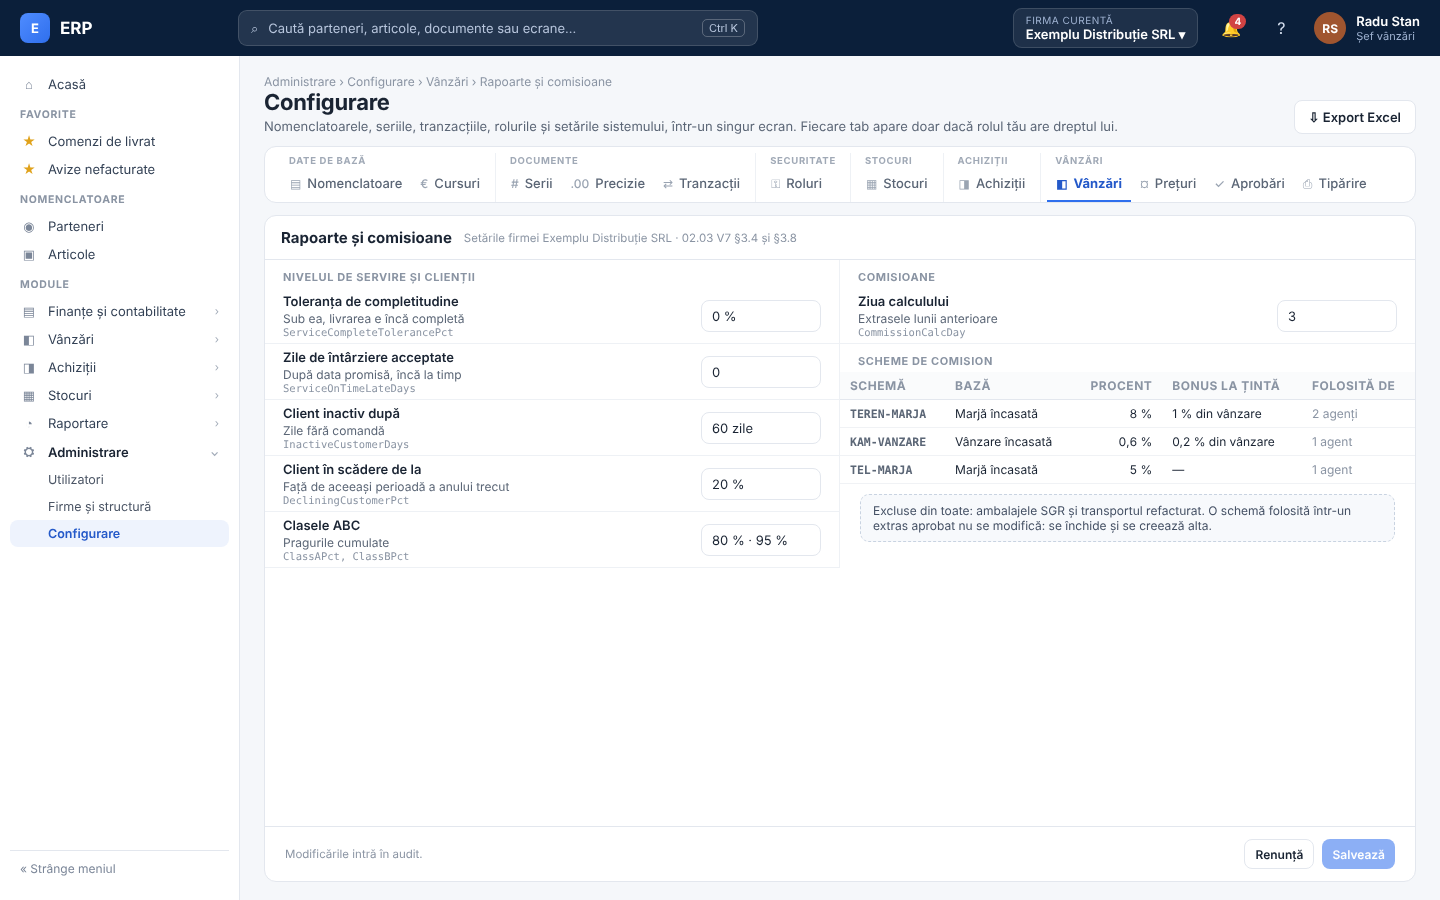 E ERP
Caută parteneri, articole, documente sau ecrane... Ctrl K
FIRMA CURENTĂ
Exemplu Distribuție SRL ▾
4
?
RS
Radu Stan
Șef vânzări
Acasă
FAVORITE
Comenzi de livrat
Avize nefacturate
NOMENCLATOARE
Parteneri
Articole
MODULE
Finanțe și contabilitate ›
Vânzări ›
Achiziții ›
Stocuri ›
Raportare ›
Administrare
Utilizatori
Firme și structură
Configurare
« Strânge meniul
Administrare › Configurare › Vânzări › Rapoarte și comisioane
Configurare
Nomenclatoarele, seriile, tranzacțiile, rolurile și setările sistemului, într-un singur ecran. Fiecare tab apare doar dacă rolul tău are dreptul lui.
⇩ Export Excel
DATE DE BAZĂ
Nomenclatoare € Cursuri
DOCUMENTE
# Serii .00 Precizie ⇄ Tranzacții
SECURITATE
Roluri
STOCURI
Stocuri
ACHIZIȚII
Achiziții
VÂNZĂRI
Vânzări Prețuri ✓ Aprobări Tipărire
Rapoarte și comisioane Setările firmei Exemplu Distribuție SRL · 02.03 V7 §3.4 și §3.8
NIVELUL DE SERVIRE ȘI CLIENȚII
Toleranța de completitudine
Sub ea, livrarea e încă completă
ServiceCompleteTolerancePct
0 %
Zile de întârziere acceptate
După data promisă, încă la timp
ServiceOnTimeLateDays
0
Client inactiv după
Zile fără comandă
InactiveCustomerDays
60 zile
Client în scădere de la
Față de aceeași perioadă a anului trecut
DecliningCustomerPct
20 %
Clasele ABC
Pragurile cumulate
ClassAPct, ClassBPct
80 % · 95 %
COMISIOANE
Ziua calculului
Extrasele lunii anterioare
CommissionCalcDay
3
SCHEME DE COMISION
SCHEMĂ BAZĂ PROCENT BONUS LA ȚINTĂ FOLOSITĂ DE
TEREN-MARJA Marjă încasată 8 % 1 % din vânzare 2 agenți
KAM-VANZARE Vânzare încasată 0,6 % 0,2 % din vânzare 1 agent
TEL-MARJA Marjă încasată 5 % — 1 agent
Excluse din toate: ambalajele SGR și transportul refacturat. O schemă folosită într-un
extras aprobat nu se modifică: se închide și se creează alta.
Modificările intră în audit.
Renunță
Salvează